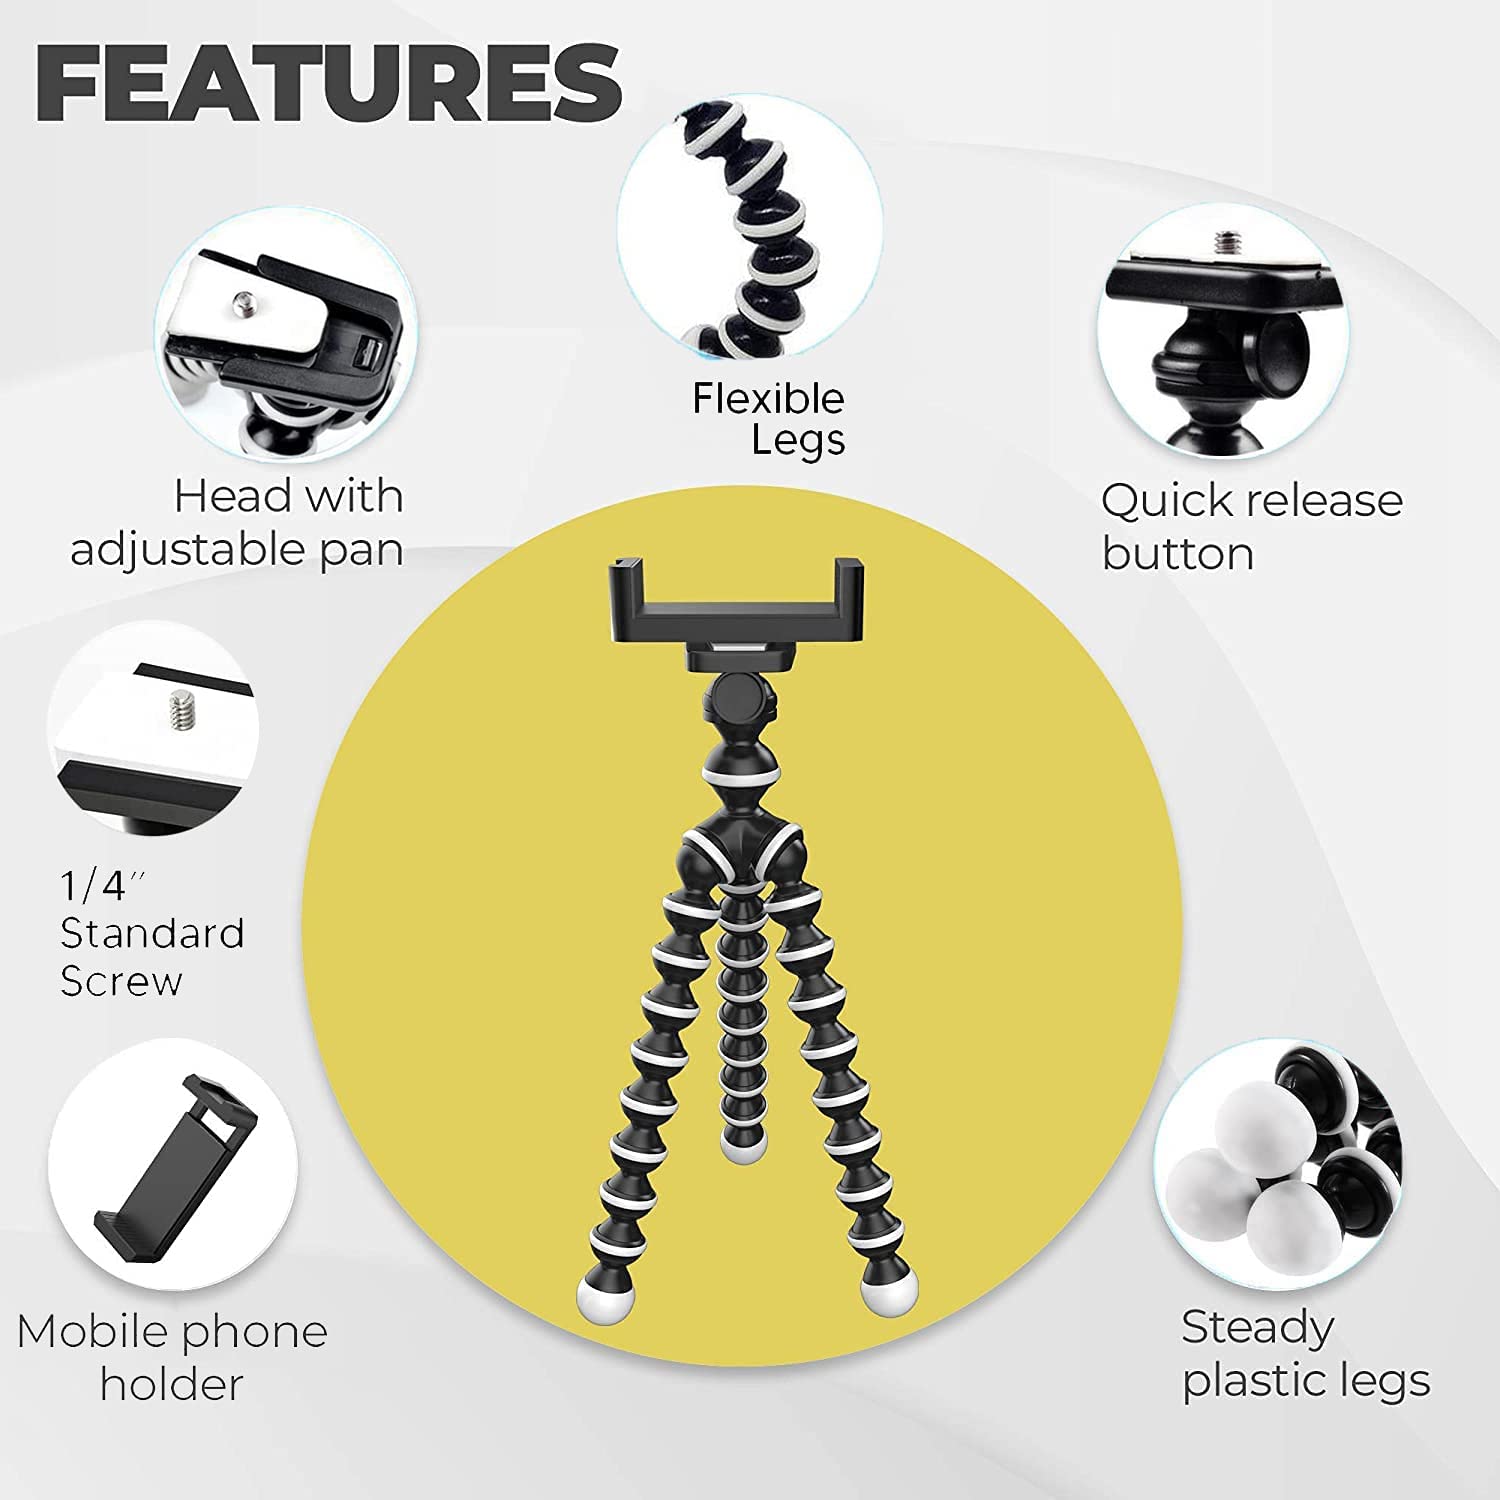 FEATURES
Flexible
Legs
Head with
adjustable pan
Quick release
button
1/4″
Standard
Screw
Mobile phone
holder
Steady
plastic legs